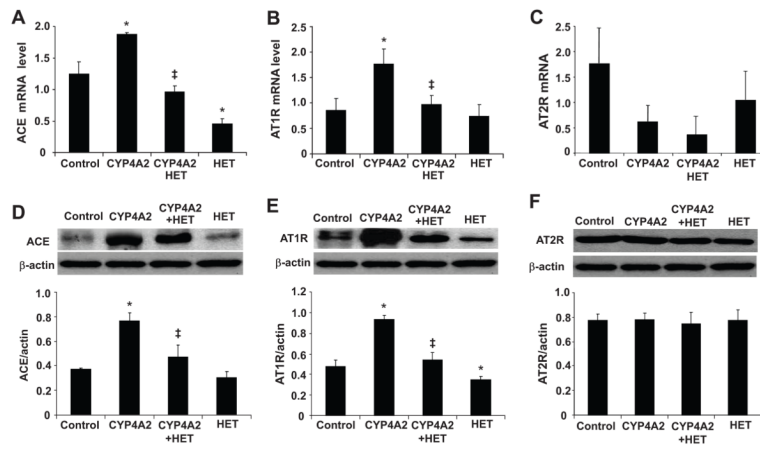 A
ACE mRNA level
2.0
1.5
1.0
0.5
0
*
‡
*
Control
CYP4A2
CYP4A2
HET
HET
B
AT1R mRNA level
2.5
2.0
1.5
1.0
0.5
0.0
*
‡
Control
CYP4A2
CYP4A2
HET
HET
C
AT2R mRNA
2.5
2.0
1.5
1.0
0.5
0.0
Control
CYP4A2
CYP4A2
HET
HET
D
Control
CYP4A2
CYP4A2
+HET
HET
ACE
β-actin
ACE/actin
1.0
0.8
0.6
0.4
0.2
0
*
‡
Control
CYP4A2
CYP4A2
+HET
HET
E
Control
CYP4A2
CYP4A2
+HET
HET
AT1R
β-actin
AT1R/actin
1.0
0.8
0.6
0.4
0.2
0.0
*
‡
*
Control
CYP4A2
CYP4A2
+HET
HET
F
Control
CYP4A2
CYP4A2
+HET
HET
AT2R
β-actin
AT2R/actin
1.0
0.8
0.6
0.4
0.2
0
Control
CYP4A2
CYP4A2
+HET
HET